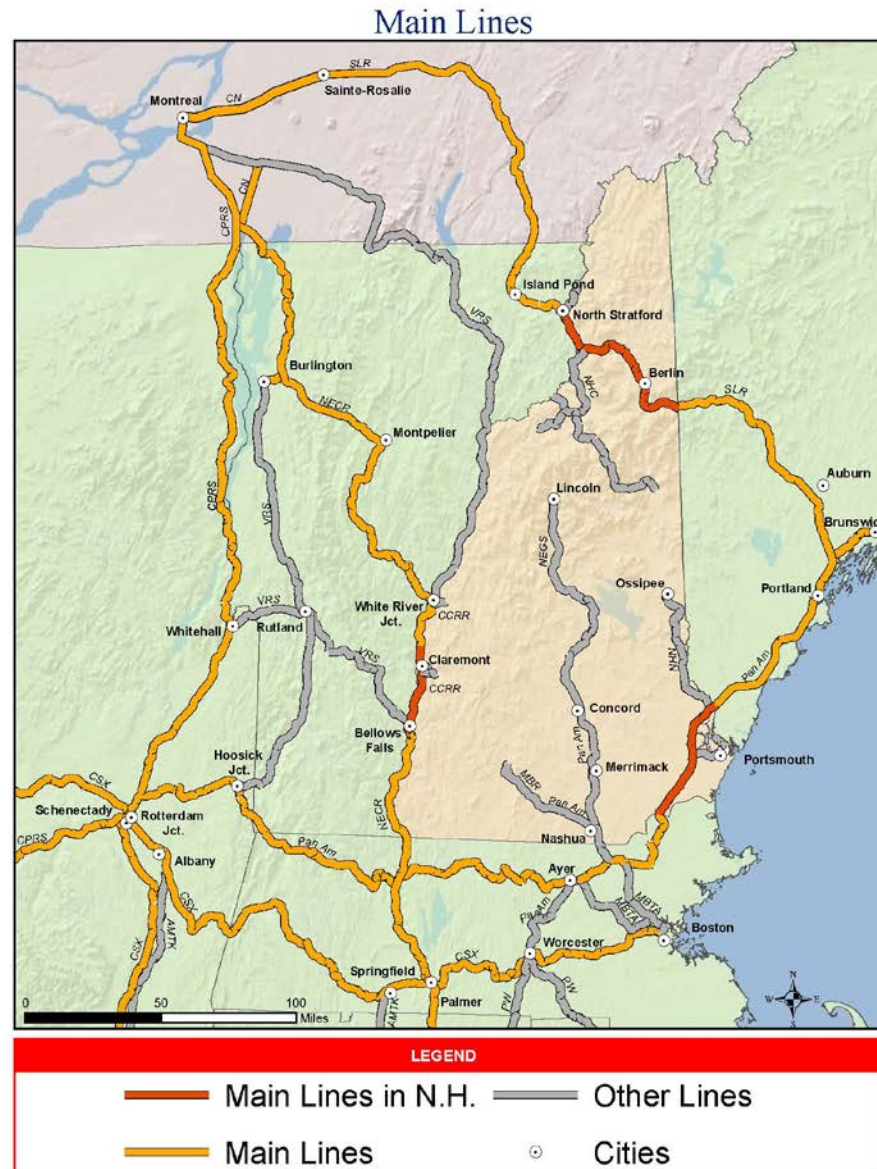 Main Lines
SLR
CN
Montreal
Sainte-Rosalie
CN
CPRS
Island Pond
North Stratford
VRS
Burlington
Berlin
NHC
SLR
NECR
Montpelier
Auburn
CPRS
Lincoln
VRS
Brunswic
NEGS
Ossipee
Portland
VRS
White River
Jct.
CCRR
Whitehall
Rutland
VRS
Claremont
NHN
Pan Am
CCRR
Concord
Bellows
Falls
Pan Am
Portsmouth
Hoosick
Jct.
Merrimack
CSX
MBR
Pan Am
Schenectady
Rotterdam
Jct.
NECR
Nashua
CPRS
Pan Am
Albany
Ayer
CSX
Pan Am
MBTA
MBTA
Boston
AMTK
CSX
Worcester
CSX
Springfield
Palmer
PW
PW
AMTK
N
W E
S
0 50 100
Miles
LEGEND
Main Lines in N.H.
Other Lines
Main Lines
Cities